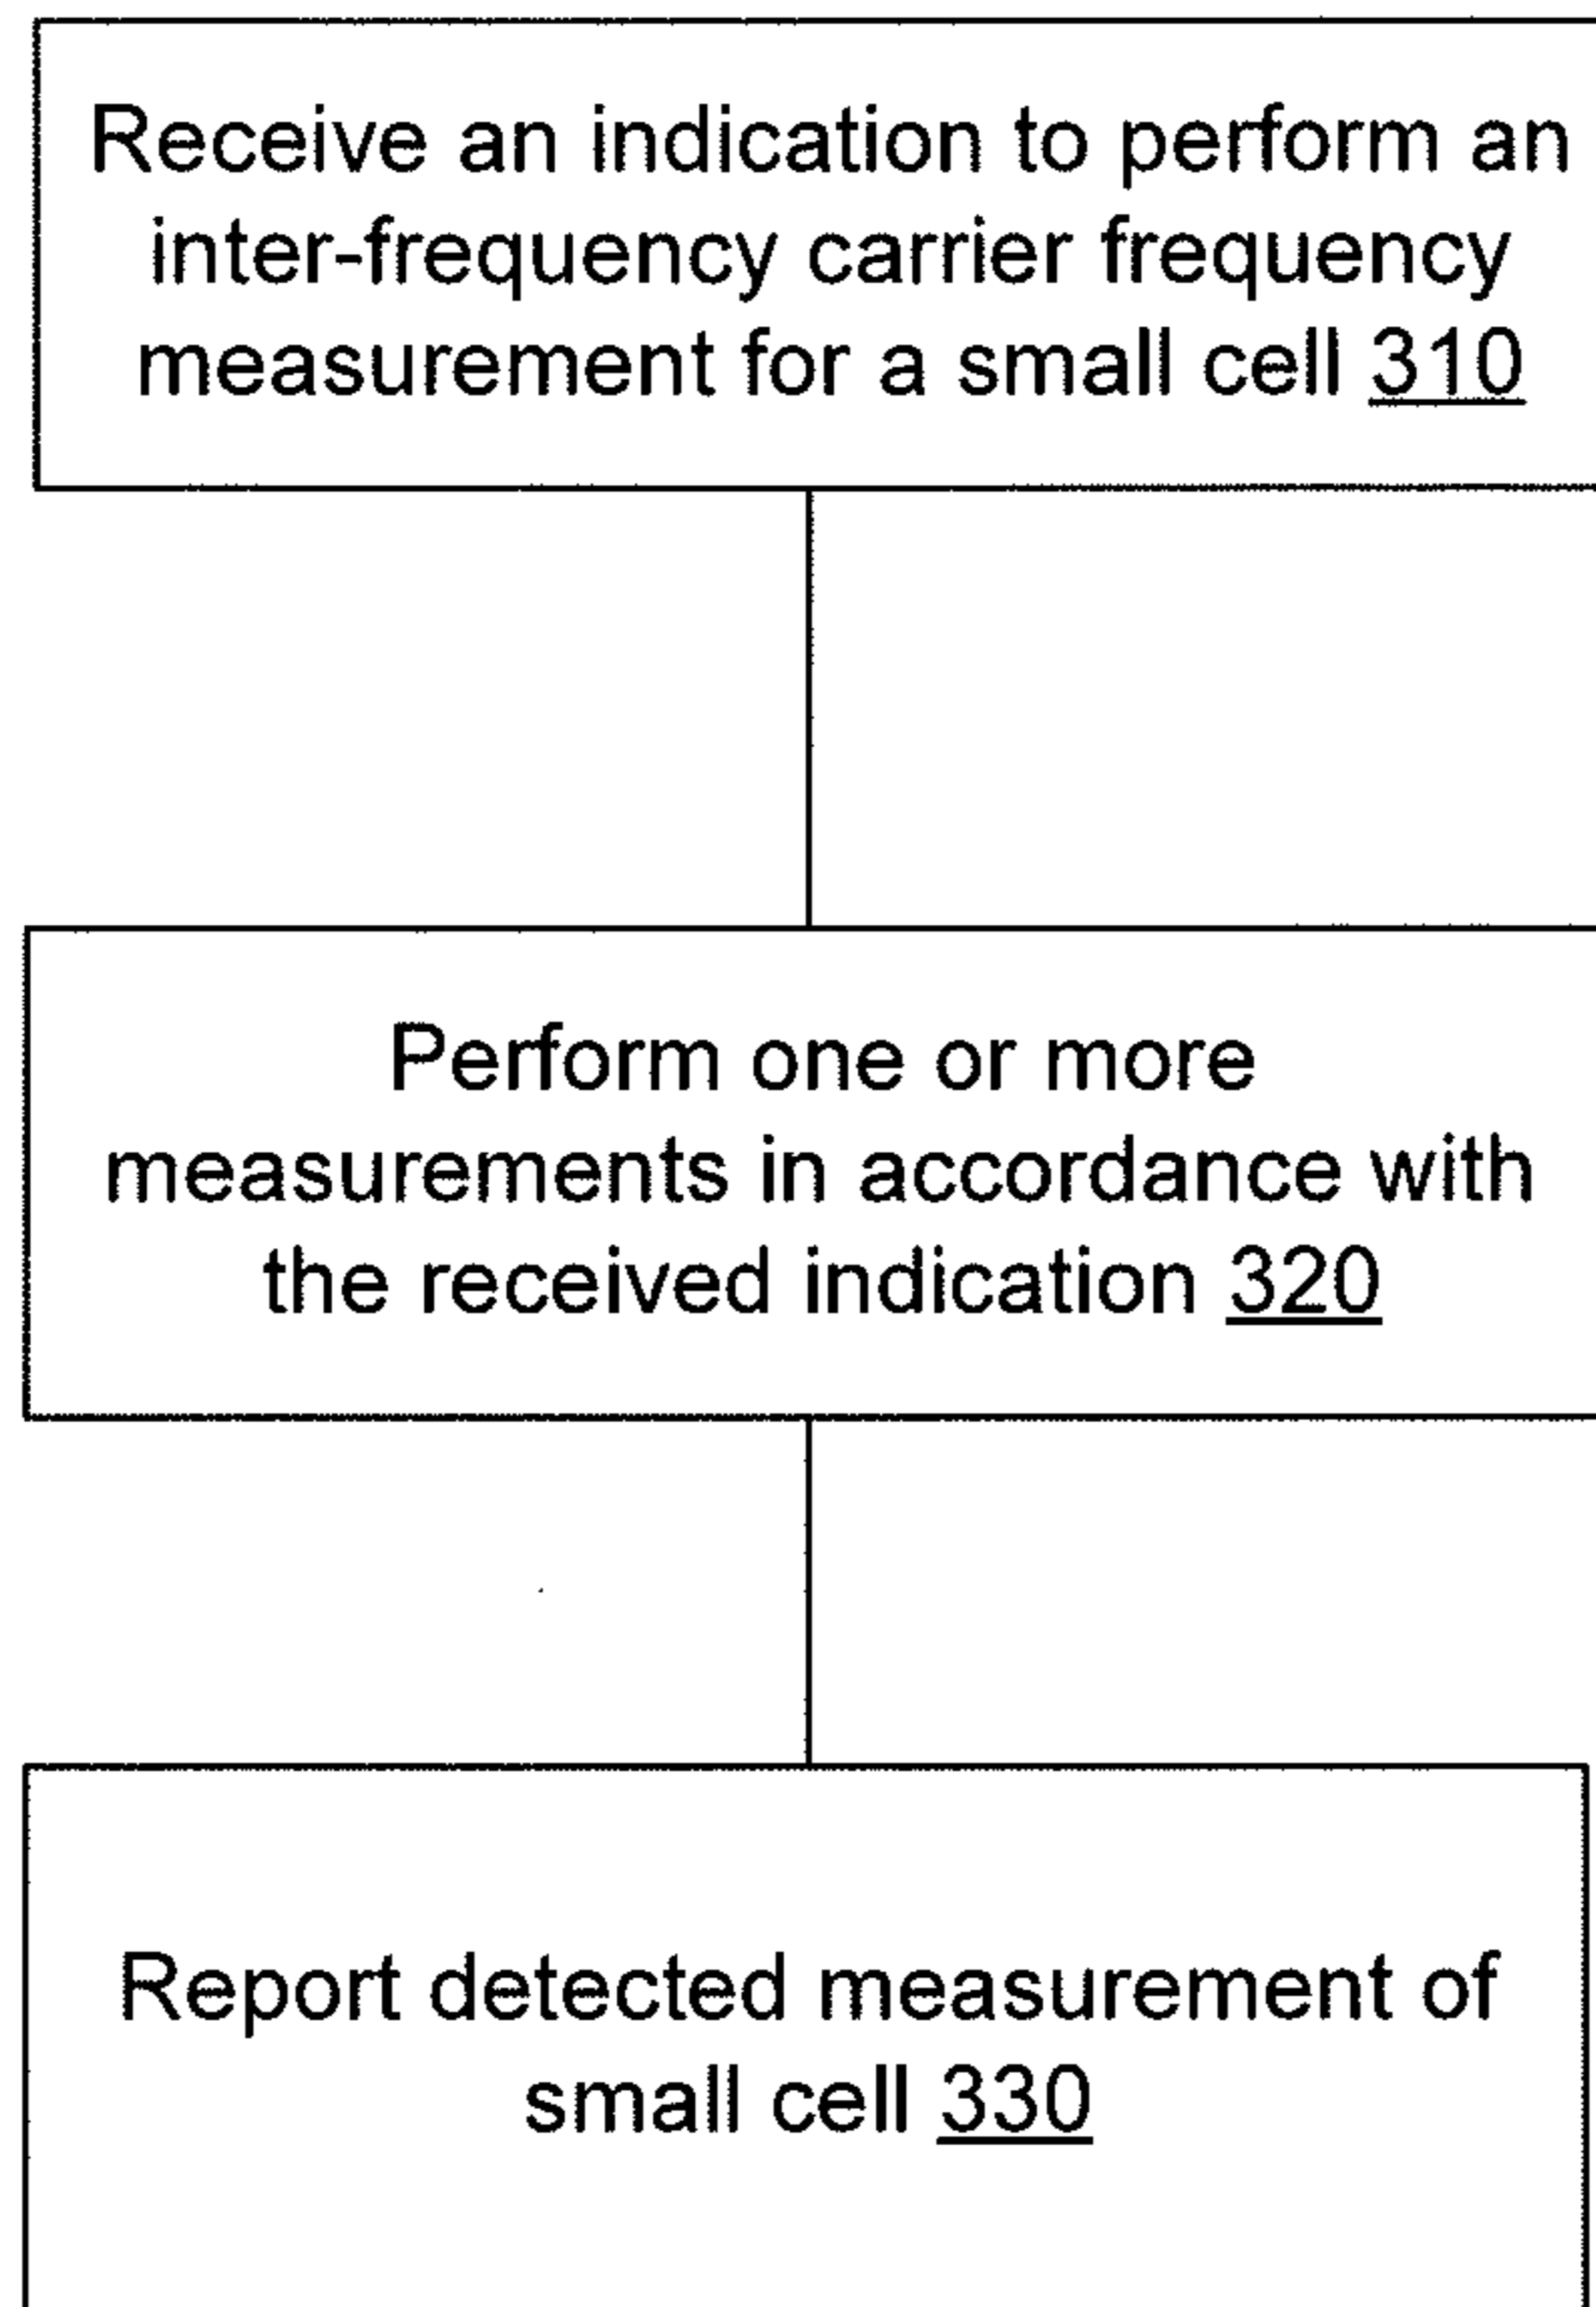 Receive an indication to perform an
inter-frequency carrier frequency
measurement for a small cell 310
Perform one or more
measurements in accordance with
the received indication 320
Report detected measurement of
small cell 330